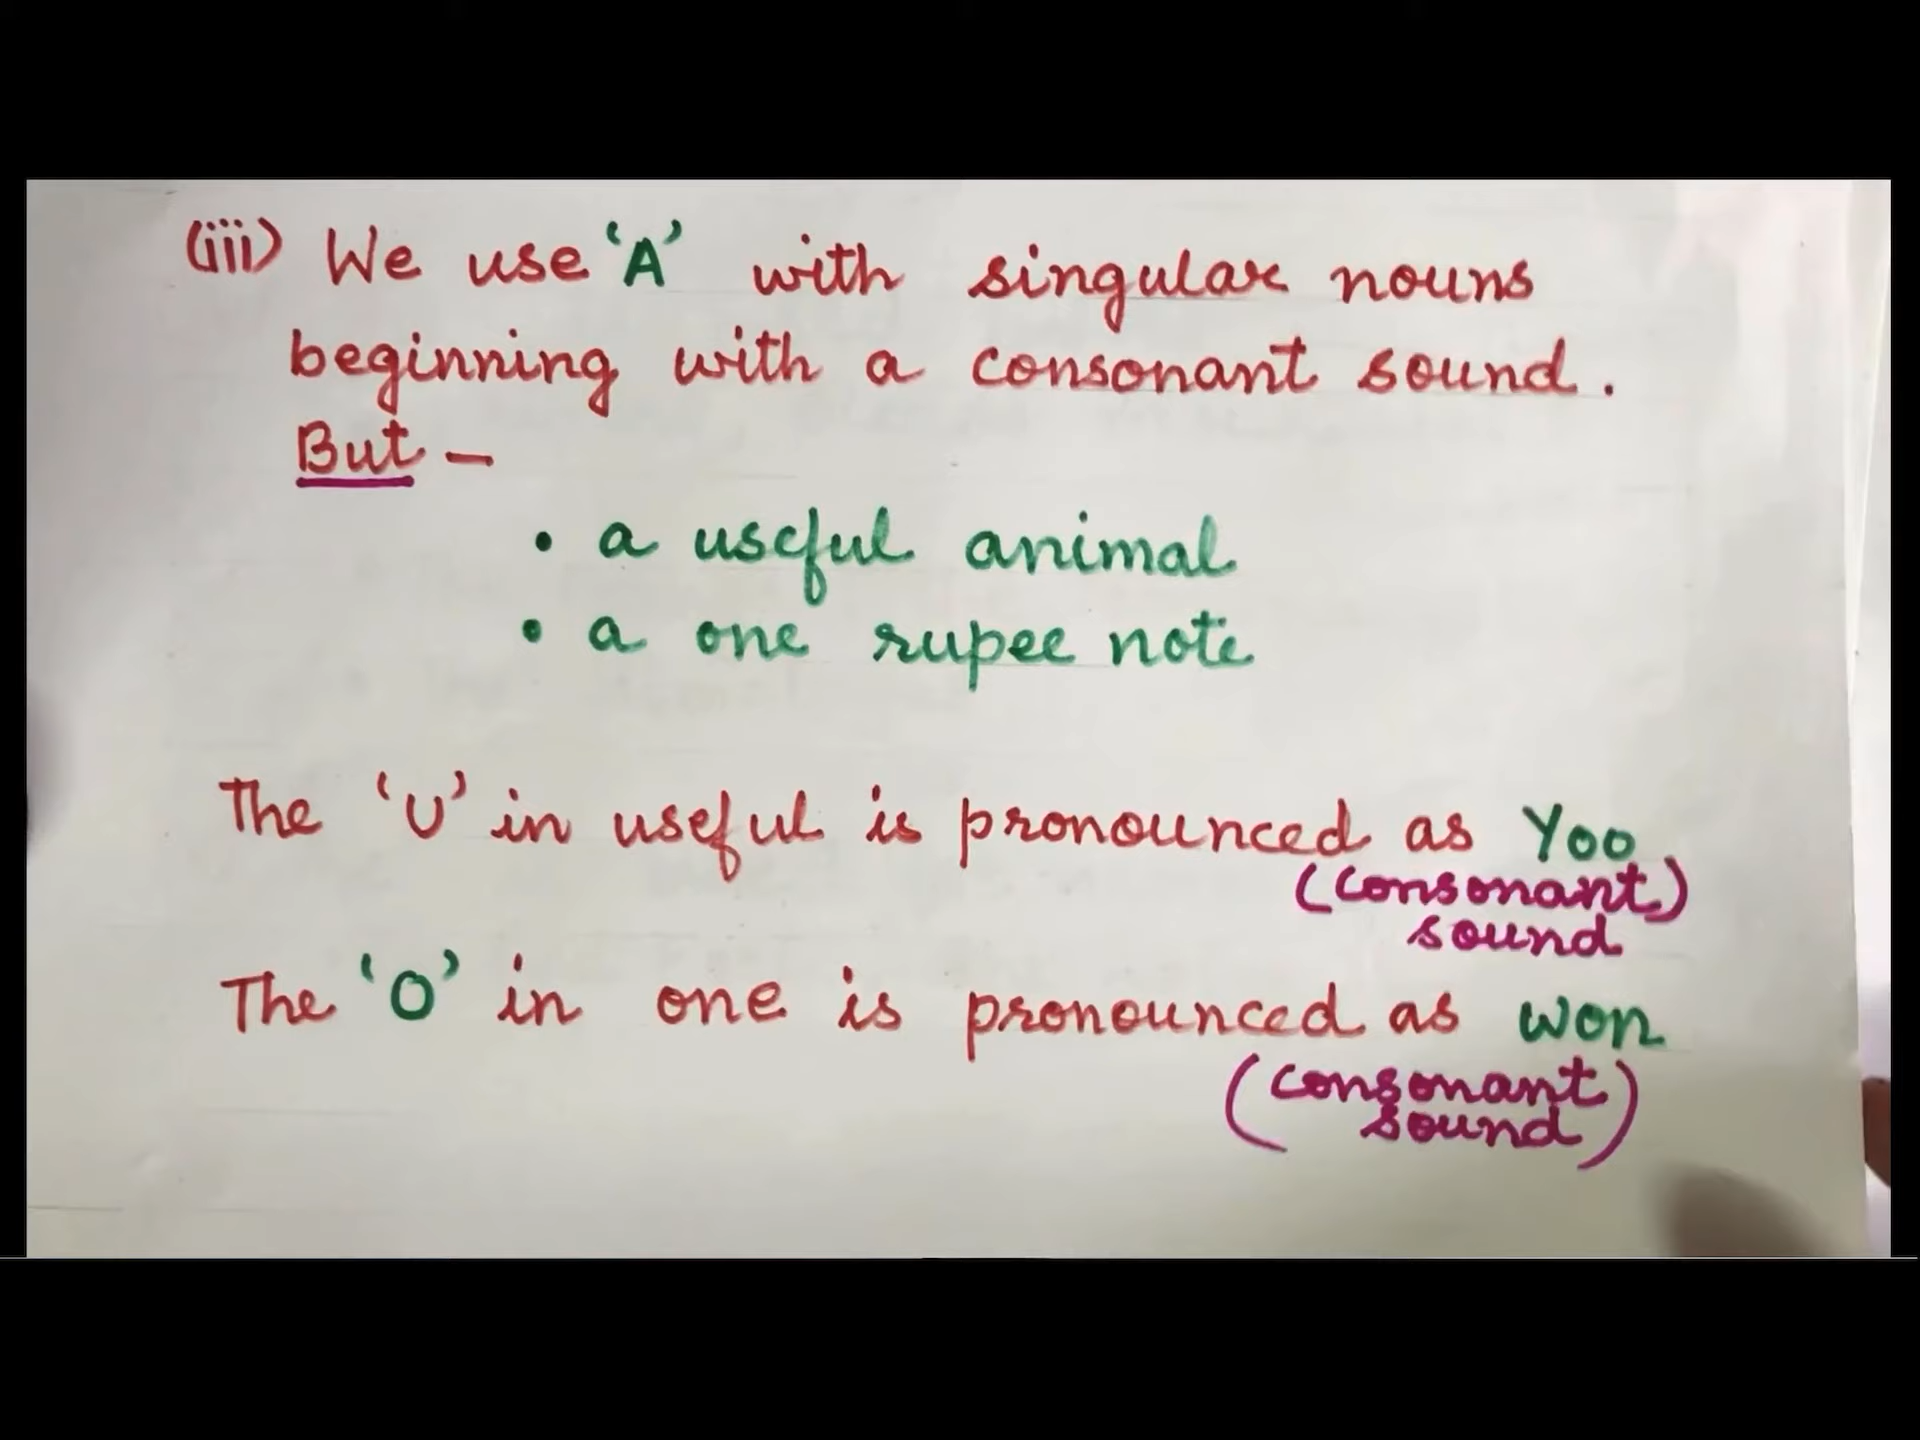 (iii) We use 'A' with singular nouns
beginning with a consonant sound.
But -
• a useful animal
• a one rupee note
The 'U' in useful is pronounced as Yoo
(consonant)
sound
The 'O' in one is pronounced as won
(consonant
sound)